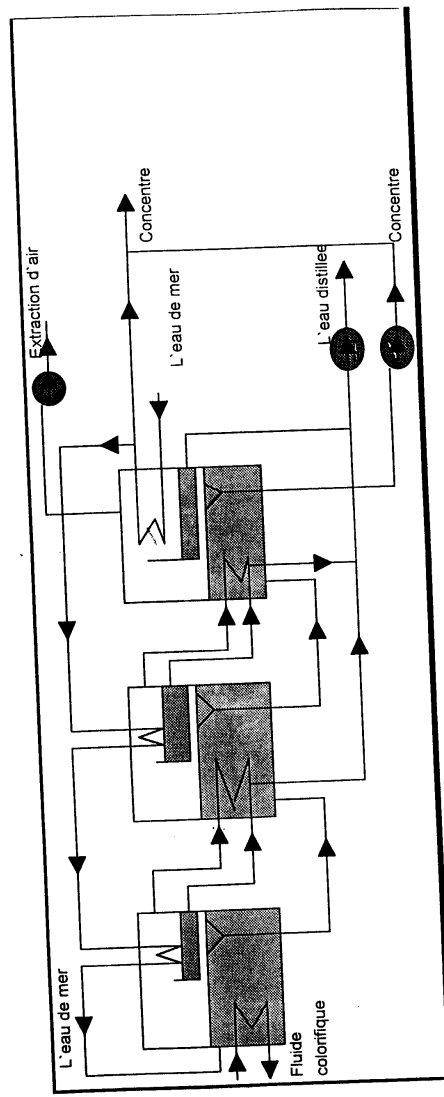 Extraction d`air
Concentre
L`eau de mer
L`eau distillee
Concentre
L`eau de mer
Fluide
colorifique